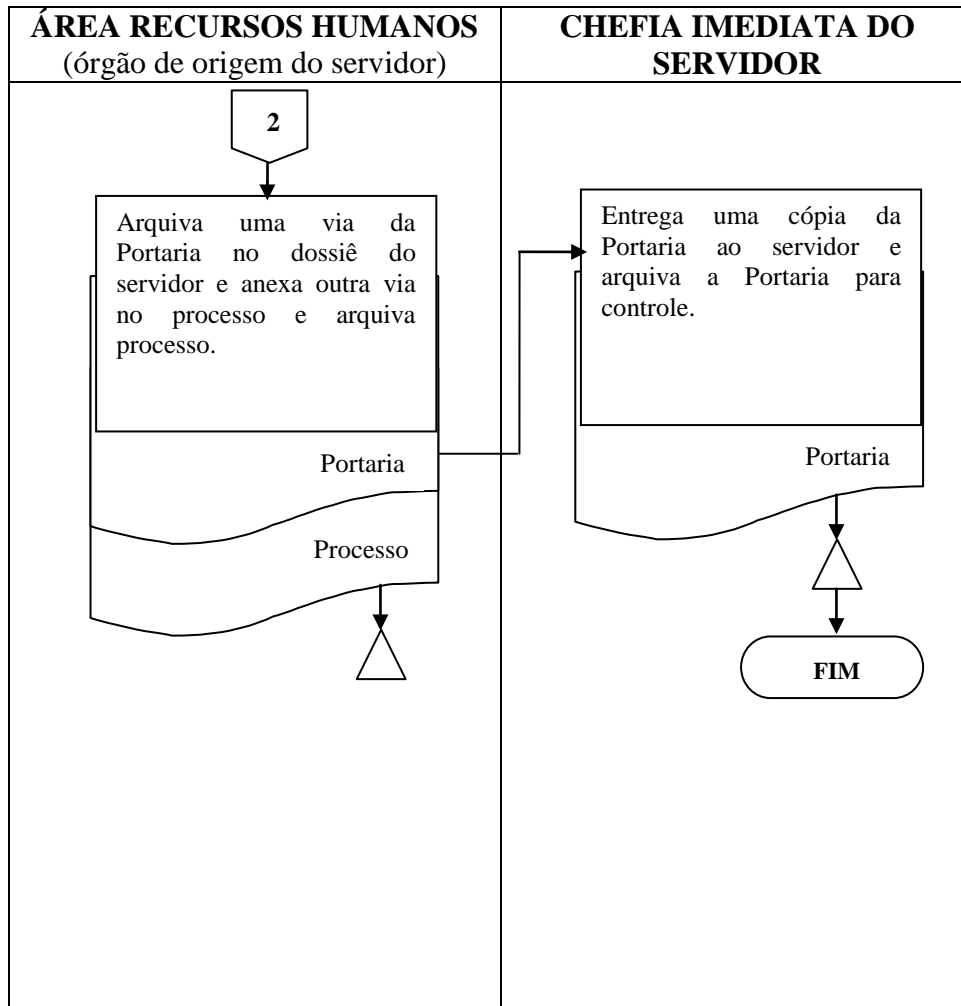 ÁREA RECURSOS HUMANOS
(órgão de origem do servidor)
CHEFIA IMEDIATA DO
SERVIDOR
2
Arquiva uma via da
Portaria no dossiê do
servidor e anexa outra via
no processo e arquiva
processo.
Portaria
Processo
Entrega uma cópia da
Portaria ao servidor e
arquiva a Portaria para
controle.
Portaria
FIM